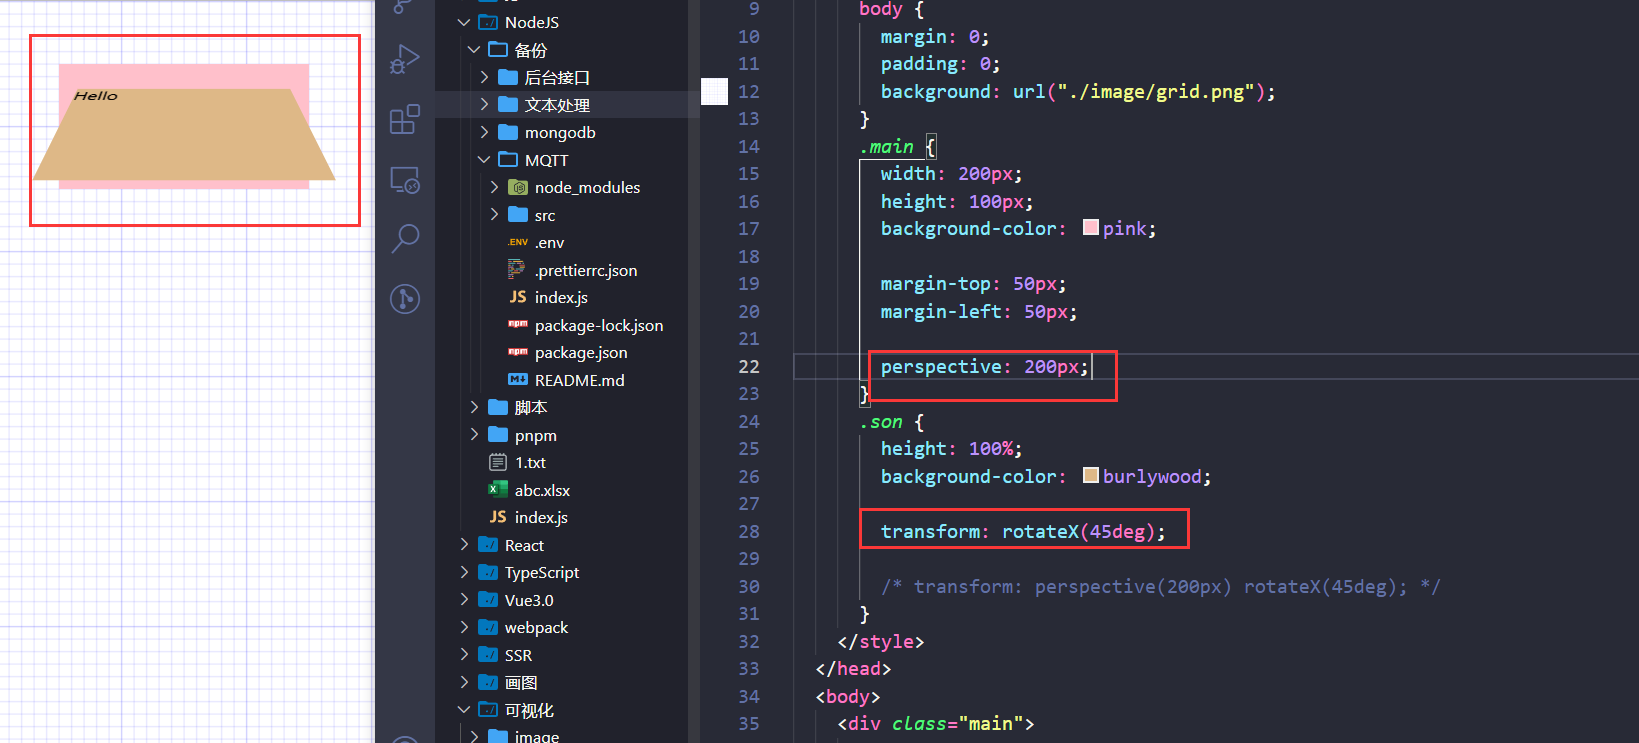 Hello
NodeJS
备份
后台接口
文本处理
mongodb
MQTT
node_modules
src
.ENV .env
.prettierrc.json
JS index.js
npm package-lock.json
npm package.json
README.md
脚本
pnpm
1.txt
abc.xlsx
JS index.js
React
TypeScript
Vue3.0
webpack
SSR
画图
可视化
image
9 body {
10 margin: 0;
11 padding: 0;
12 background: url("./image/grid.png");
13 }
14 .main {
15 width: 200px;
16 height: 100px;
17 background-color: pink;
18
19 margin-top: 50px;
20 margin-left: 50px;
21
22 perspective: 200px;
23 }
24 .son {
25 height: 100%;
26 background-color: burlywood;
27
28 transform: rotateX(45deg);
29
30 /* transform: perspective(200px) rotateX(45deg); */
31 }
32 </style>
33 </head>
34 <body>
35 <div class="main">